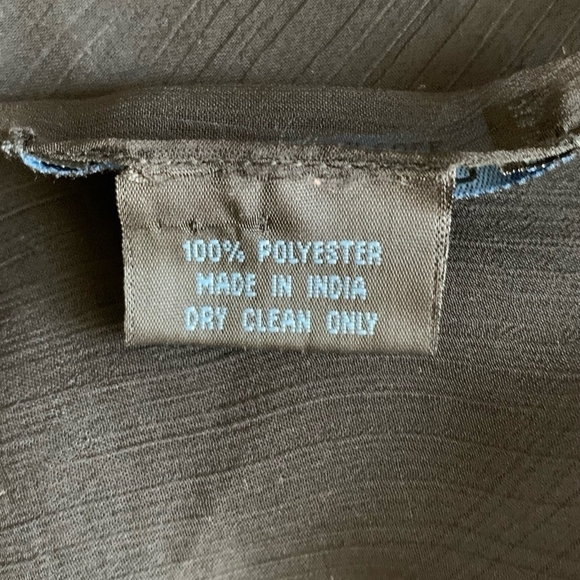 100% POLYESTER
MADE IN INDIA
DRY CLEAN ONLY